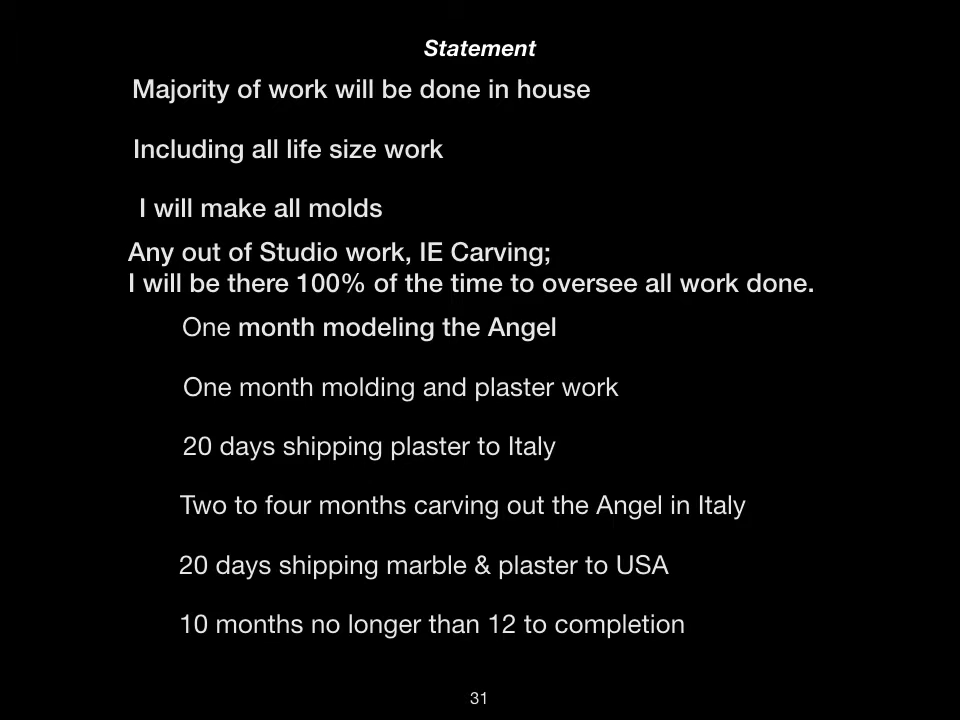 Statement
Majority of work will be done in house
Including all life size work
I will make all molds
Any out of Studio work, IE Carving;
I will be there 100% of the time to oversee all work done.
One month modeling the Angel
One month molding and plaster work
20 days shipping plaster to Italy
Two to four months carving out the Angel in Italy
20 days shipping marble & plaster to USA
10 months no longer than 12 to completion
31